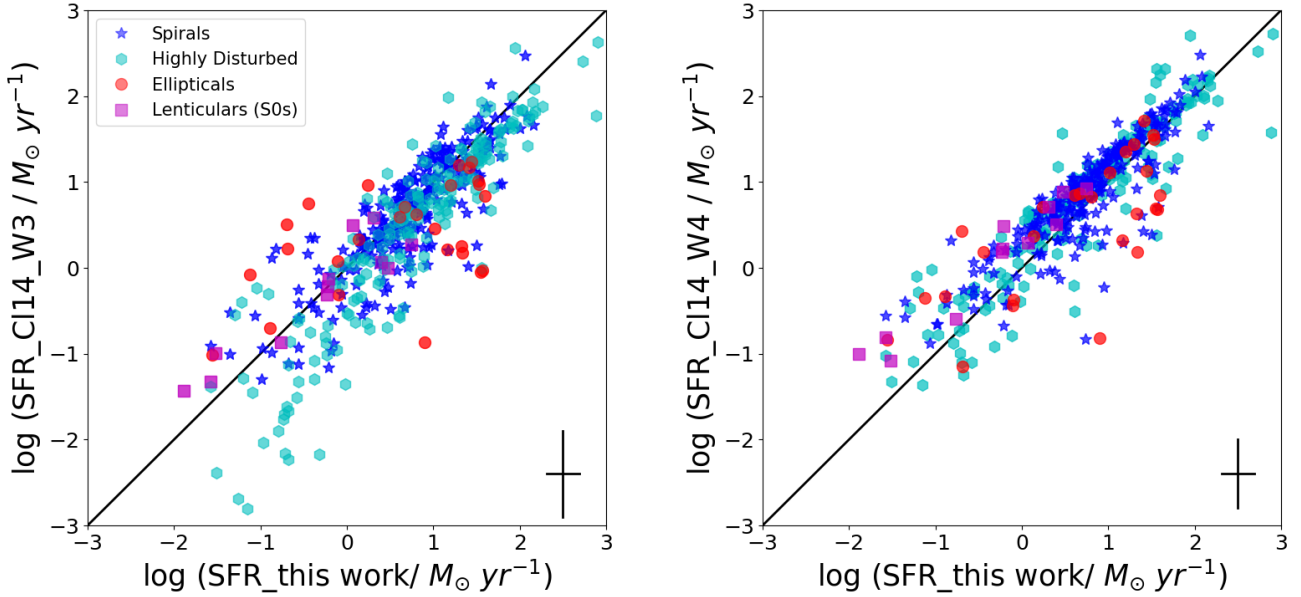 3
2
1
0
−1
−2
−3
log (SFR_Cl14_W3 / M⊙ yr⁻¹)
Spirals
Highly Disturbed
Ellipticals
Lenticulars (S0s)
−3 −2 −1 0 1 2 3
log (SFR_this work/ M⊙ yr⁻¹)
3
2
1
0
−1
−2
−3
log (SFR_Cl14_W4 / M⊙ yr⁻¹)
−3 −2 −1 0 1 2 3
log (SFR_this work/ M⊙ yr⁻¹)